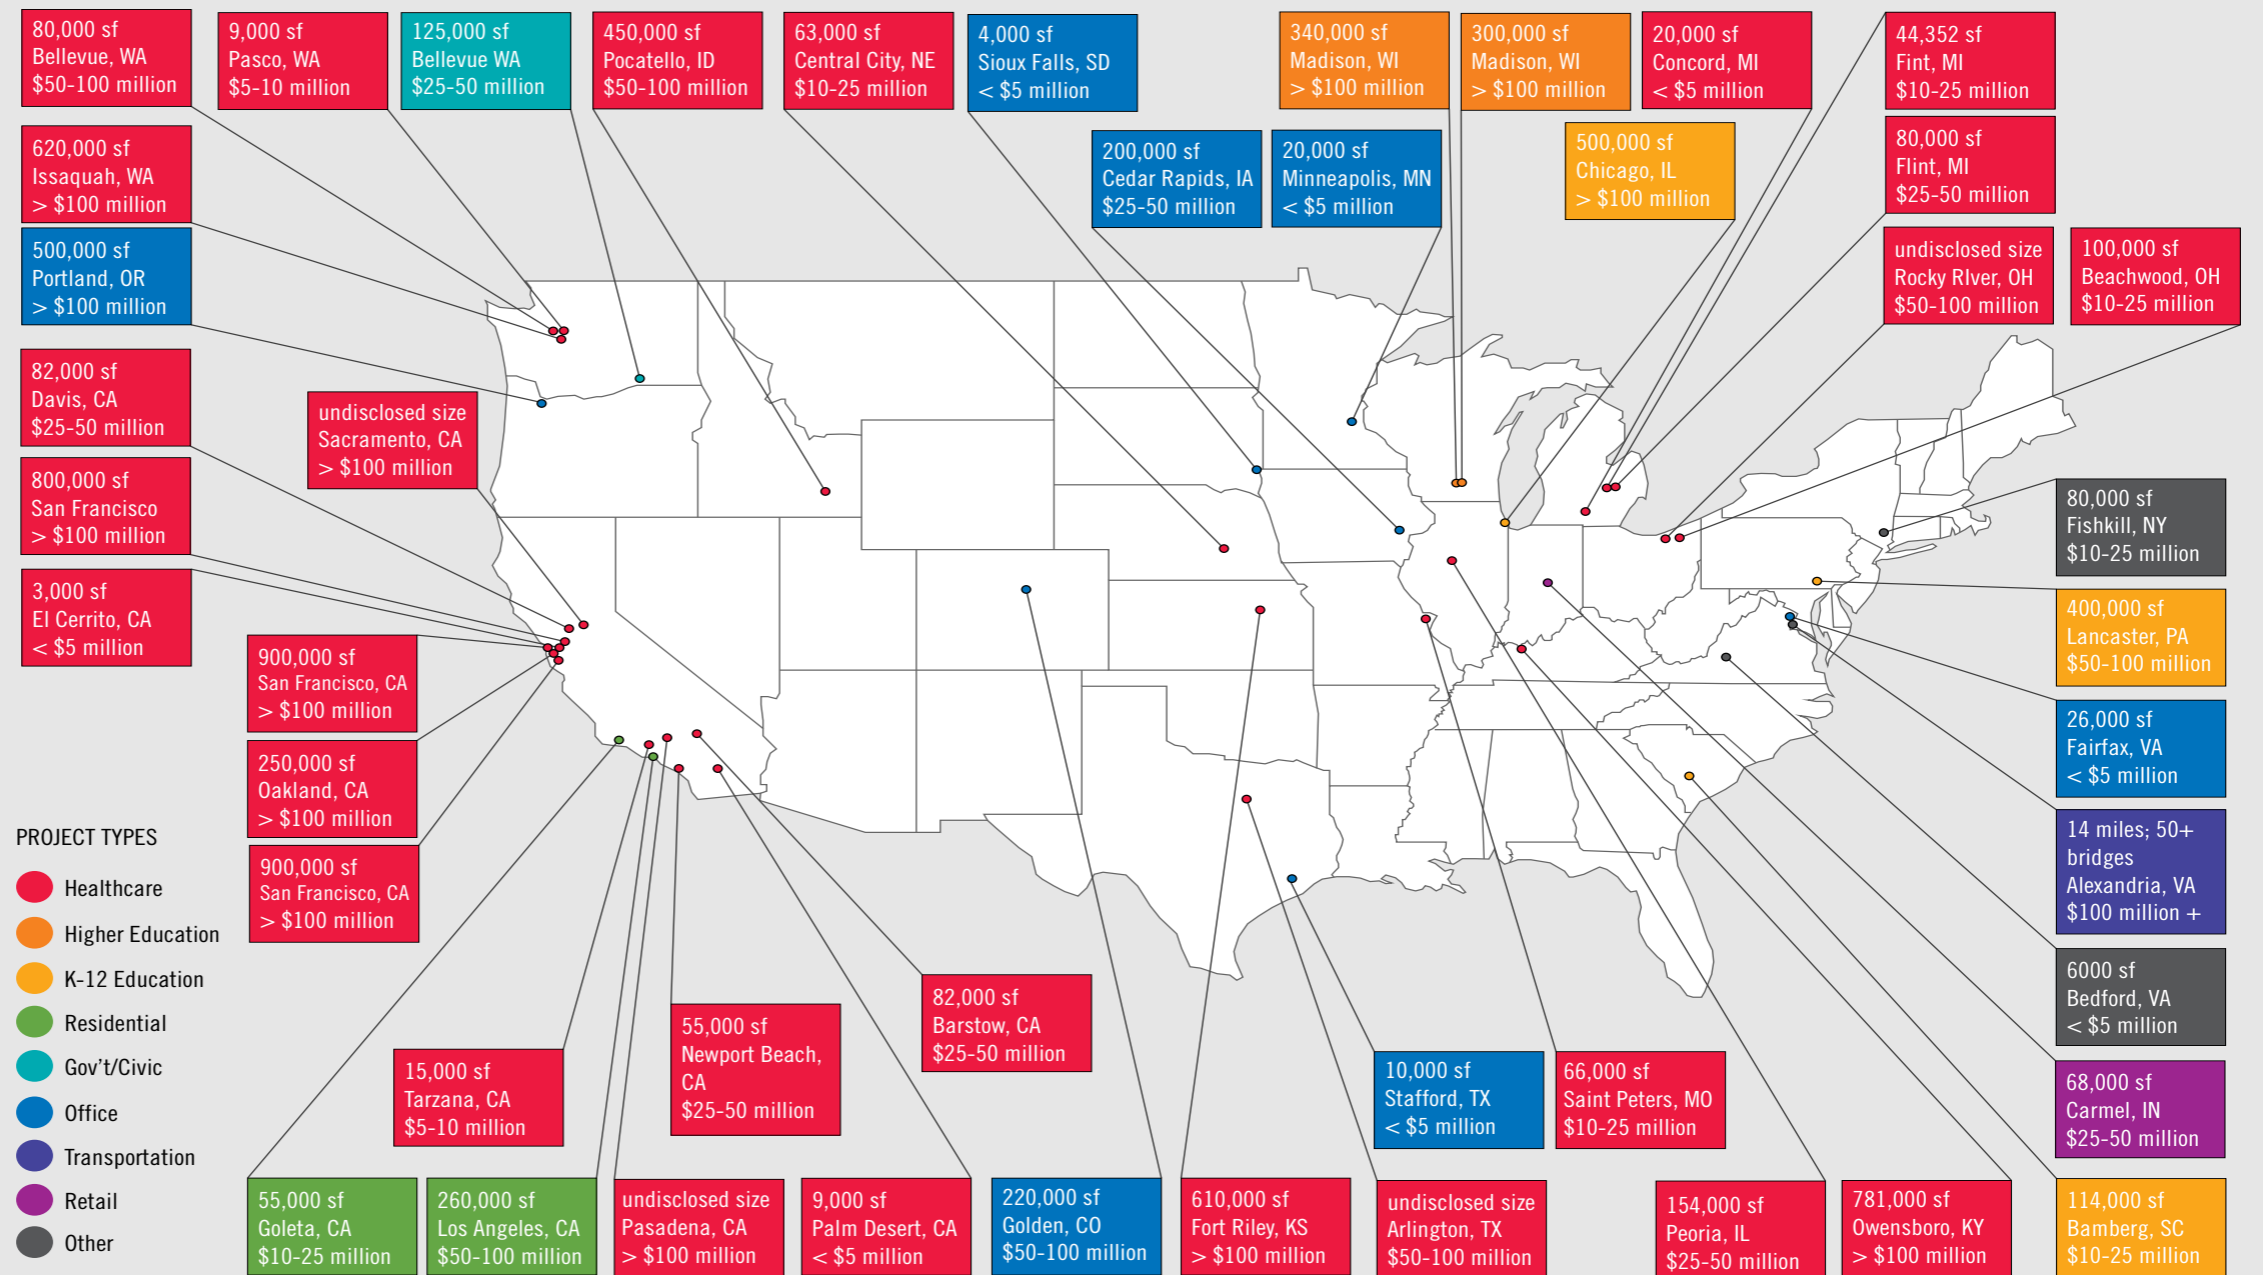 80,000 sf
Bellevue, WA
$50-100 million
9,000 sf
Pasco, WA
$5-10 million
125,000 sf
Bellevue WA
$25-50 million
450,000 sf
Pocatello, ID
$50-100 million
63,000 sf
Central City, NE
$10-25 million
4,000 sf
Sioux Falls, SD
< $5 million
340,000 sf
Madison, WI
> $100 million
300,000 sf
Madison, WI
> $100 million
20,000 sf
Concord, MI
< $5 million
44,352 sf
Fint, MI
$10-25 million
620,000 sf
Issaquah, WA
> $100 million
200,000 sf
Cedar Rapids, IA
$25-50 million
20,000 sf
Minneapolis, MN
< $5 million
500,000 sf
Chicago, IL
> $100 million
80,000 sf
Flint, MI
$25-50 million
500,000 sf
Portland, OR
> $100 million
undisclosed size
Rocky RIver, OH
$50-100 million
100,000 sf
Beachwood, OH
$10-25 million
82,000 sf
Davis, CA
$25-50 million
undisclosed size
Sacramento, CA
> $100 million
800,000 sf
San Francisco
> $100 million
80,000 sf
Fishkill, NY
$10-25 million
3,000 sf
El Cerrito, CA
< $5 million
400,000 sf
Lancaster, PA
$50-100 million
900,000 sf
San Francisco, CA
> $100 million
26,000 sf
Fairfax, VA
< $5 million
250,000 sf
Oakland, CA
> $100 million
14 miles; 50+
bridges
Alexandria, VA
$100 million +
900,000 sf
San Francisco, CA
> $100 million
6000 sf
Bedford, VA
< $5 million
PROJECT TYPES
Healthcare
Higher Education
K-12 Education
Residential
Gov't/Civic
Office
Transportation
Retail
Other
82,000 sf
Barstow, CA
$25-50 million
55,000 sf
Newport Beach,
CA
$25-50 million
15,000 sf
Tarzana, CA
$5-10 million
10,000 sf
Stafford, TX
< $5 million
66,000 sf
Saint Peters, MO
$10-25 million
68,000 sf
Carmel, IN
$25-50 million
55,000 sf
Goleta, CA
$10-25 million
260,000 sf
Los Angeles, CA
$50-100 million
undisclosed size
Pasadena, CA
> $100 million
9,000 sf
Palm Desert, CA
< $5 million
220,000 sf
Golden, CO
$50-100 million
610,000 sf
Fort Riley, KS
> $100 million
undisclosed size
Arlington, TX
$50-100 million
154,000 sf
Peoria, IL
$25-50 million
781,000 sf
Owensboro, KY
> $100 million
114,000 sf
Bamberg, SC
$10-25 million